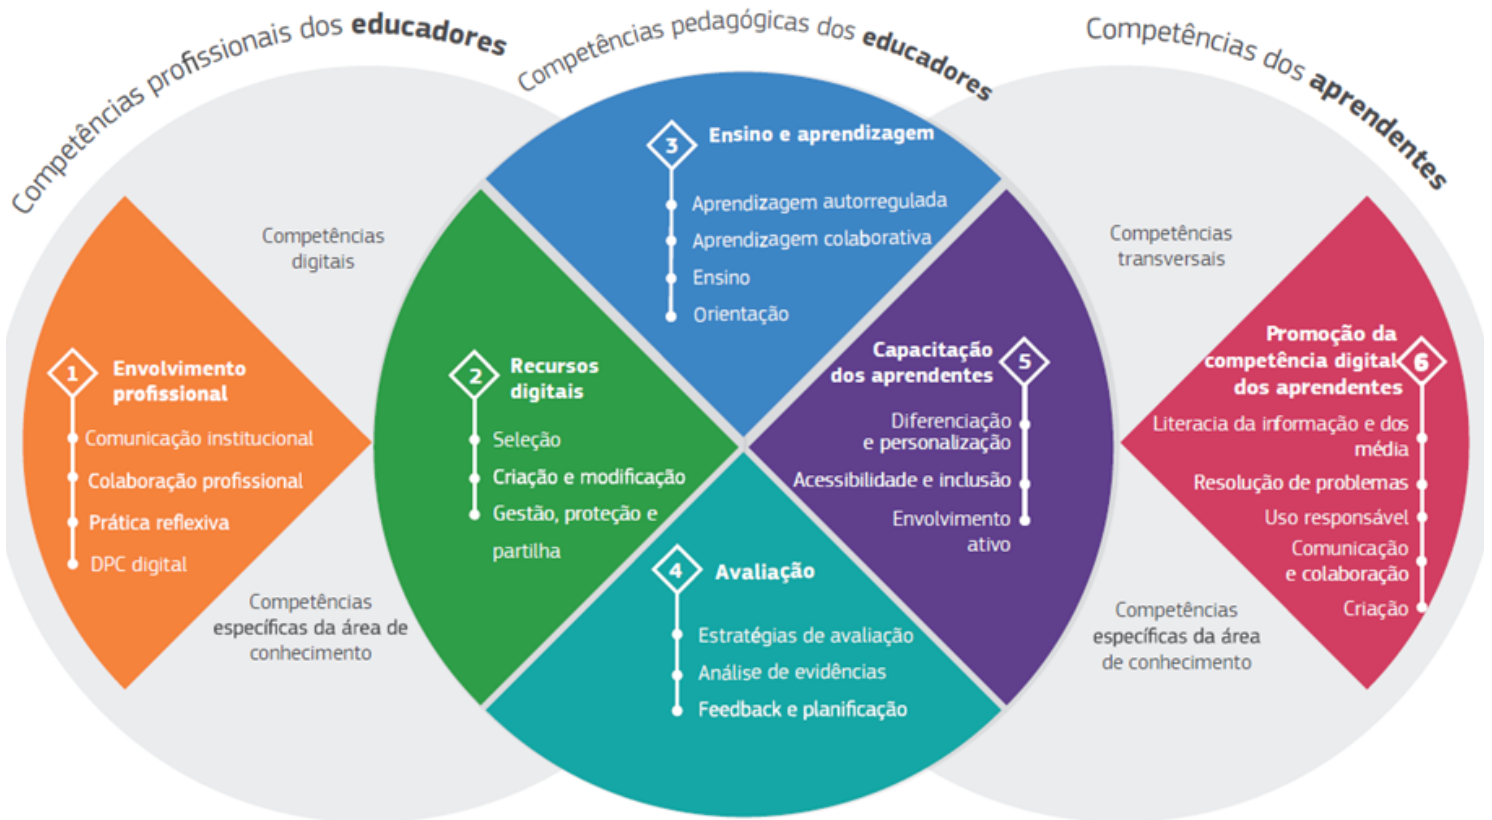 Competências profissionais dos educadores
Competências pedagógicas dos educadores
Competências dos aprendentes
Competências
digitais
Competências
específicas da área de
conhecimento
1
Envolvimento
profissional
Comunicação institucional
Colaboração profissional
Prática reflexiva
DPC digital
2
Recursos
digitais
Seleção
Criação e modificação
Gestão, proteção e
partilha
3
Ensino e aprendizagem
Aprendizagem autorregulada
Aprendizagem colaborativa
Ensino
Orientação
4
Avaliação
Estratégias de avaliação
Análise de evidências
Feedback e planificação
5
Capacitação
dos aprendentes
Diferenciação
e personalização
Acessibilidade e inclusão
Envolvimento
ativo
Competências
transversais
Competências
específicas da área
de conhecimento
6
Promoção da
competência digital
dos aprendentes
Literacia da informação e dos
média
Resolução de problemas
Uso responsável
Comunicação
e colaboração
Criação